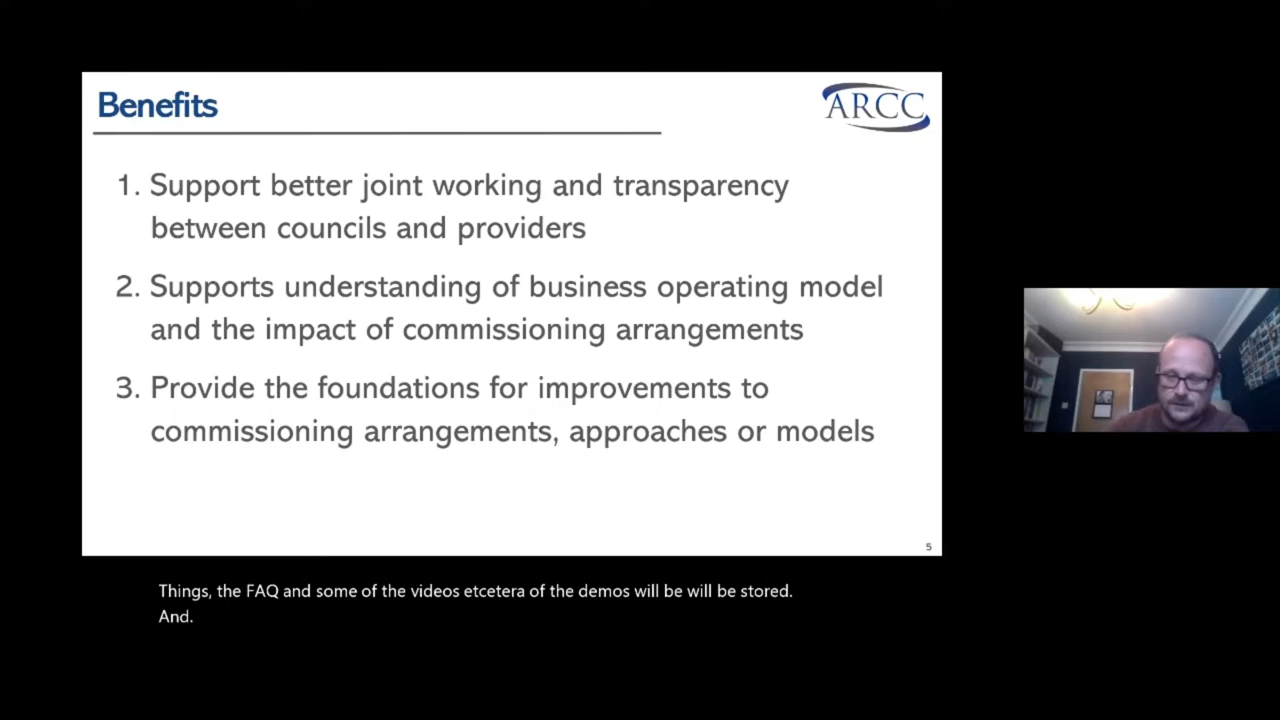 Benefits
ARCC
1. Support better joint working and transparency
between councils and providers
2. Supports understanding of business operating model
and the impact of commissioning arrangements
3. Provide the foundations for improvements to
commissioning arrangements, approaches or models
5
Things, the FAQ and some of the videos etcetera of the demos will be will be stored.
And.